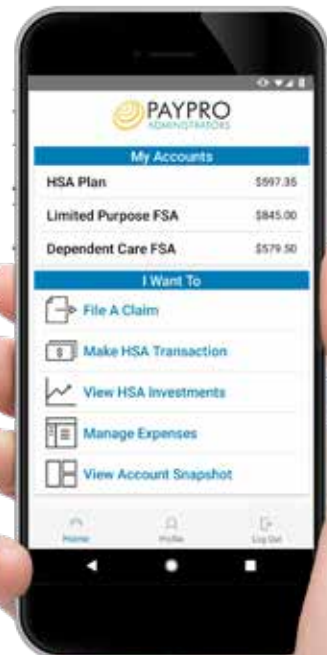 PAYPRO
ADMINISTRATORS
My Accounts
HSA Plan $597.35
Limited Purpose FSA $845.00
Dependent Care FSA $579.50
I Want To
File A Claim
Make HSA Transaction
View HSA Investments
Manage Expenses
View Account Snapshot
Home Profile Log Out